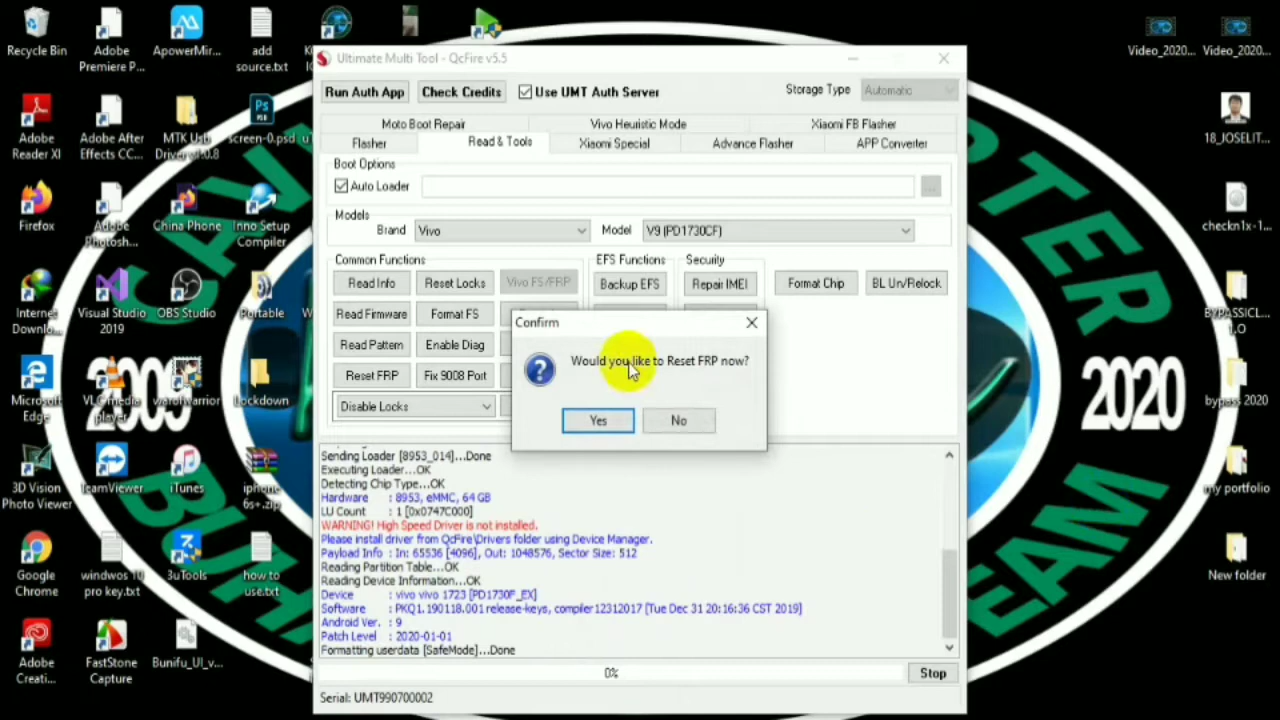 Recycle Bin
Adobe Premiere P...
ApowerMir...
add source.txt
Video_2020...
Video_2020...
Adobe Reader XI
Adobe After Effects CC...
MTK Usb Driver v1.0.8
screen-0.psd
18_JOSELIT...
Firefox
Adobe Photosh...
China Phone
Inno Setup Compiler
checkn1x-1....
Internet Downlo...
Visual Studio 2019
OBS Studio
Portable
BYPASSICL... 1.0
Microsoft Edge
VLC media player
warofwarrior
Lockdown
bypass 2020
3D Vision Photo Viewer
TeamViewer
iTunes
iphone 6s+.zip
my portfolio
Google Chrome
windwos 10 pro key.txt
3uTools
how to use.txt
New folder
Adobe Creati...
FastStone Capture
Bunifu_UI_v...
2009
2020
TEAM
Ultimate Multi Tool - QcFire v5.5
Run Auth App
Check Credits
Use UMT Auth Server
Storage Type
Automatic
Moto Boot Repair
Vivo Heuristic Mode
Xiaomi FB Flasher
Flasher
Read & Tools
Xiaomi Special
Advance Flasher
APP Converter
Boot Options
Auto Loader
...
Models
Brand
Vivo
Model
V9 (PD1730CF)
Common Functions
EFS Functions
Security
Read Info
Reset Locks
Vivo FS/FRP
Backup EFS
Repair IMEI
Format Chip
BL Un/Relock
Read Firmware
Format FS
Read Pattern
Enable Diag
Reset FRP
Fix 9008 Port
Disable Locks
Confirm
Would you like to Reset FRP now?
Yes
No
Sending Loader [8953_014]...Done
Executing Loader...OK
Detecting Chip Type...OK
Hardware : 8953, eMMC, 64 GB
LU Count : 1 [0x0747C000]
WARNING! High Speed Driver is not installed.
Please install driver from QcFire\Drivers folder using Device Manager.
Payload Info : In: 65536 [4096], Out: 1048576, Sector Size: 512
Reading Partition Table...OK
Reading Device Information...OK
Device : vivo vivo 1723 [PD1730F_EX]
Software : PKQ1.190118.001 release-keys, compiler12312017 [Tue Dec 31 20:16:36 CST 2019]
Android Ver. : 9
Patch Level : 2020-01-01
Formatting userdata [SafeMode]...Done
0%
Stop
Serial: UMT990700002